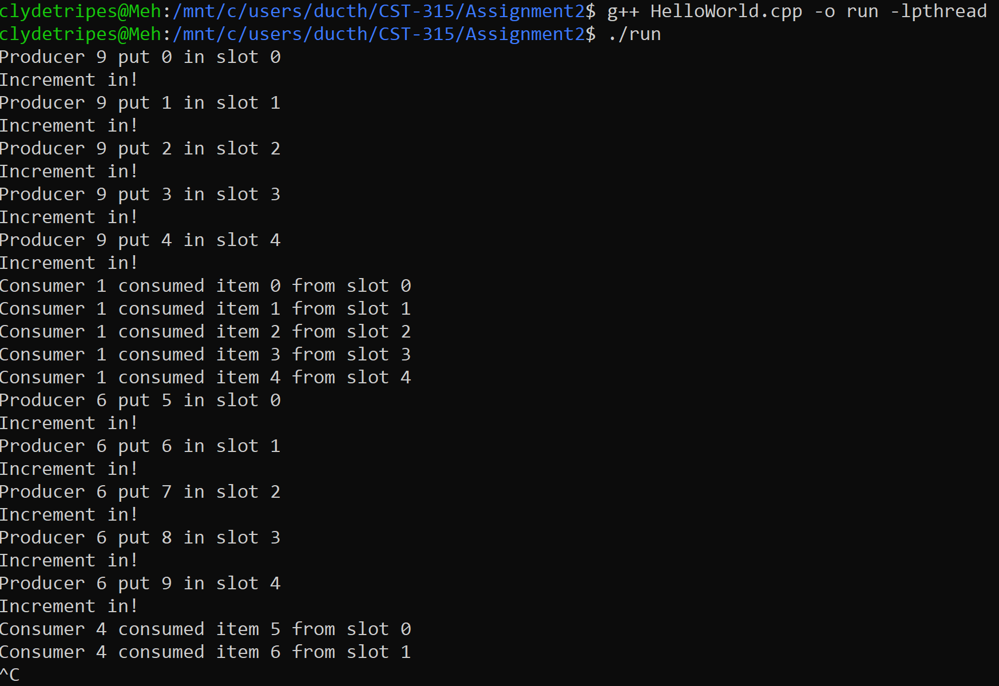 clydetripes@Meh:/mnt/c/users/ducth/CST-315/Assignment2$ g++ HelloWorld.cpp -o run -lpthread
clydetripes@Meh:/mnt/c/users/ducth/CST-315/Assignment2$ ./run
Producer 9 put 0 in slot 0
Increment in!
Producer 9 put 1 in slot 1
Increment in!
Producer 9 put 2 in slot 2
Increment in!
Producer 9 put 3 in slot 3
Increment in!
Producer 9 put 4 in slot 4
Increment in!
Consumer 1 consumed item 0 from slot 0
Consumer 1 consumed item 1 from slot 1
Consumer 1 consumed item 2 from slot 2
Consumer 1 consumed item 3 from slot 3
Consumer 1 consumed item 4 from slot 4
Producer 6 put 5 in slot 0
Increment in!
Producer 6 put 6 in slot 1
Increment in!
Producer 6 put 7 in slot 2
Increment in!
Producer 6 put 8 in slot 3
Increment in!
Producer 6 put 9 in slot 4
Increment in!
Consumer 4 consumed item 5 from slot 0
Consumer 4 consumed item 6 from slot 1
^C